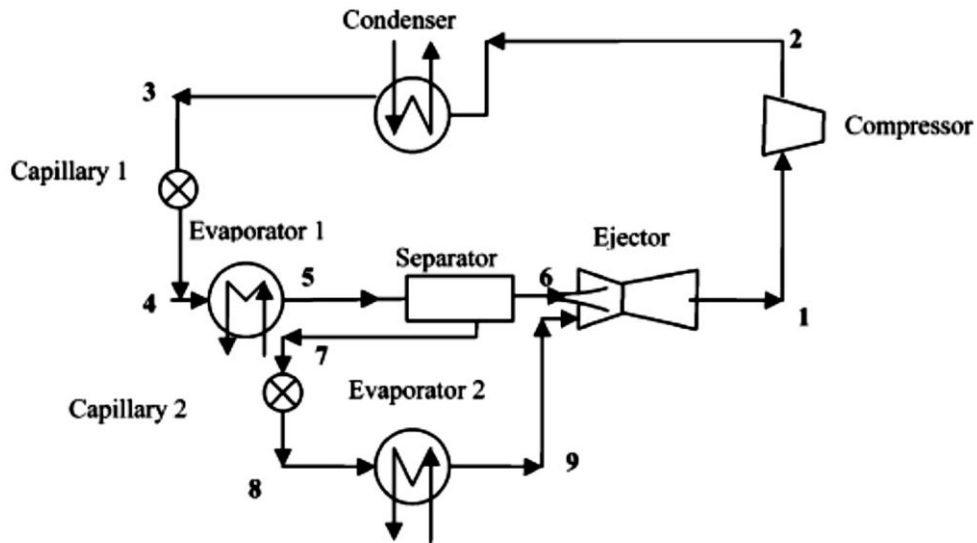 Condenser
2
3
Compressor
Capillary 1
Evaporator 1
Ejector
Separator
5
6
4
1
7
Evaporator 2
Capillary 2
9
8